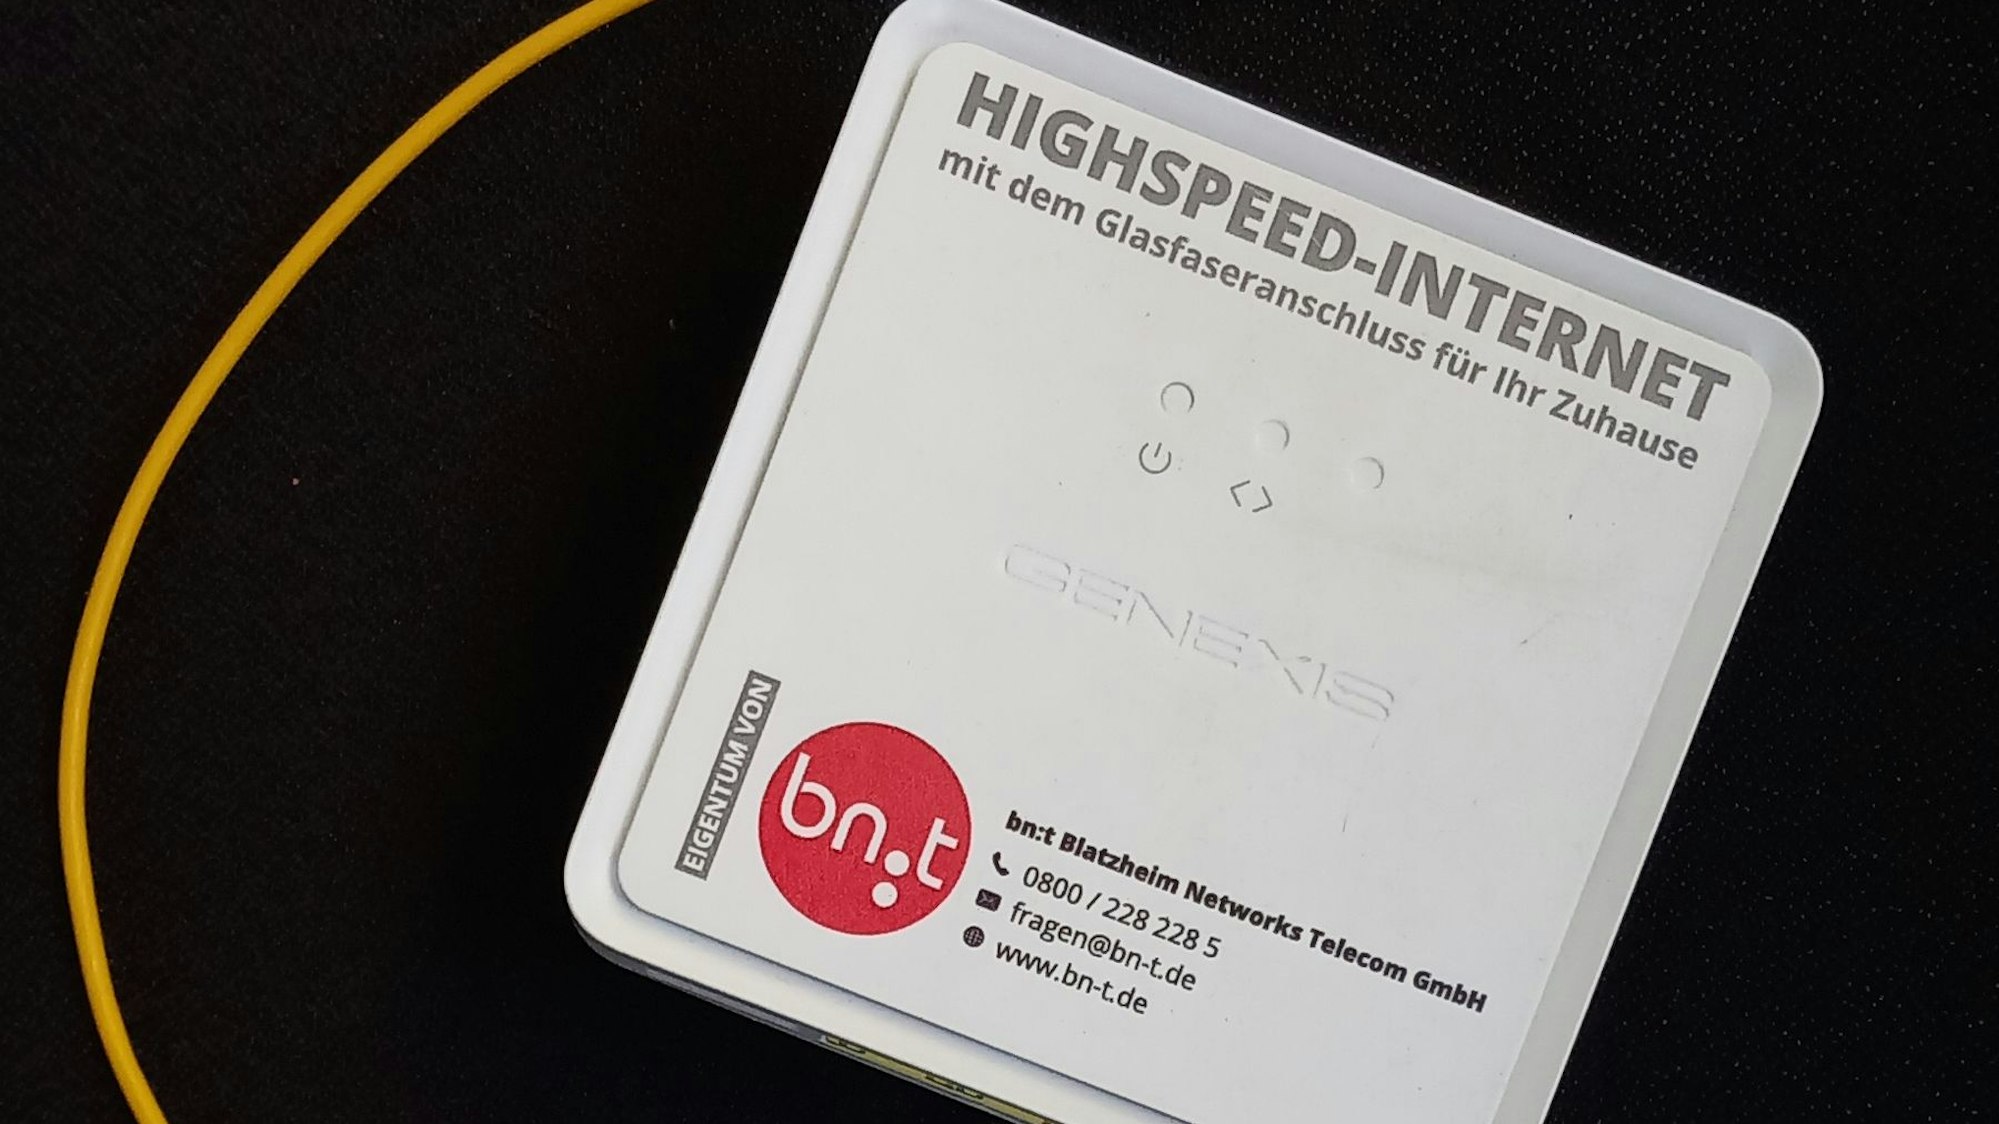 HIGHSPEED-INTERNET
mit dem Glasfaseranschluss für Ihr Zuhause
GENEXIS
EIGENTUM VON
bn:t
bn:t Blatzheim Networks Telecom GmbH
0800 / 228 228 5
fragen@bn-t.de
www.bn-t.de